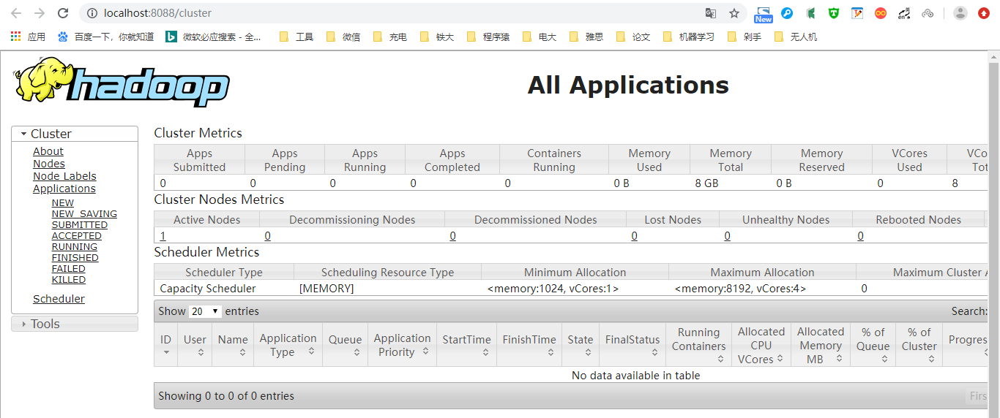 localhost:8088/cluster
New
en
应用 百度一下，你就知道 微软必应搜索 - 全... 工具 微信 充电 铁大 程序猿 电大 雅思 论文 机器学习 剁手 无人机
hadoop
All Applications
Cluster
About
Nodes
Node Labels
Applications
NEW
NEW_SAVING
SUBMITTED
ACCEPTED
RUNNING
FINISHED
FAILED
KILLED
Scheduler
Tools
Cluster Metrics
Apps Apps Apps Apps Containers Memory Memory Memory VCores VCo
Submitted Pending Running Completed Running Used Total Reserved Used Tot
0 0 0 0 0 0 B 8 GB 0 B 0 8
Cluster Nodes Metrics
Active Nodes Decommissioning Nodes Decommissioned Nodes Lost Nodes Unhealthy Nodes Rebooted Nodes
1 0 0 0 0 0
Scheduler Metrics
Scheduler Type Scheduling Resource Type Minimum Allocation Maximum Allocation Maximum Cluster A
Capacity Scheduler [MEMORY] <memory:1024, vCores:1> <memory:8192, vCores:4> 0
Show 20 entries Search:
ID User Name Application Type Queue Application Priority StartTime FinishTime State FinalStatus Running Containers Allocated CPU VCores Allocated Memory MB % of Queue % of Cluster Progres
No data available in table
Showing 0 to 0 of 0 entries Firs